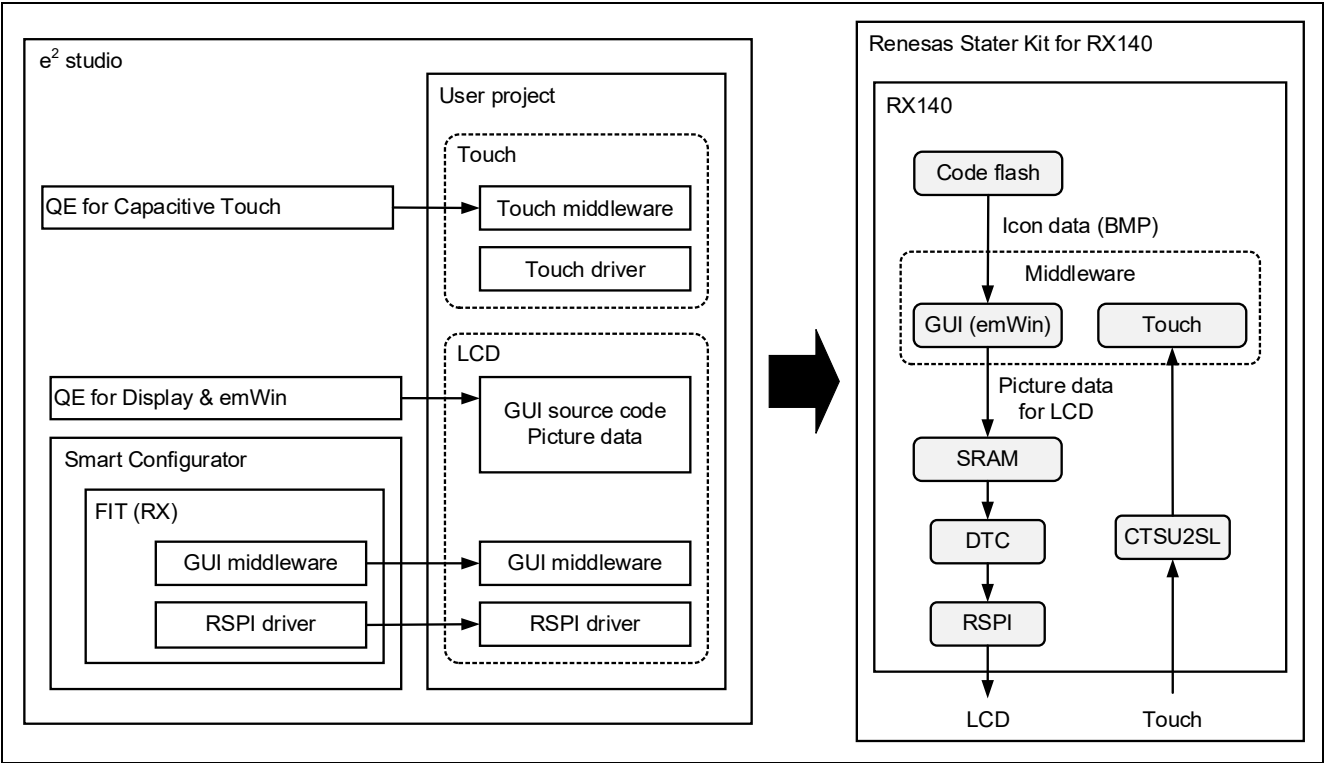 e² studio
User project
Touch
QE for Capacitive Touch
Touch middleware
Touch driver
LCD
QE for Display & emWin
GUI source code
Picture data
Smart Configurator
FIT (RX)
GUI middleware
GUI middleware
RSPI driver
RSPI driver
Renesas Stater Kit for RX140
RX140
Code flash
Icon data (BMP)
Middleware
GUI (emWin)
Touch
Picture data
for LCD
SRAM
DTC
CTSU2SL
RSPI
LCD
Touch